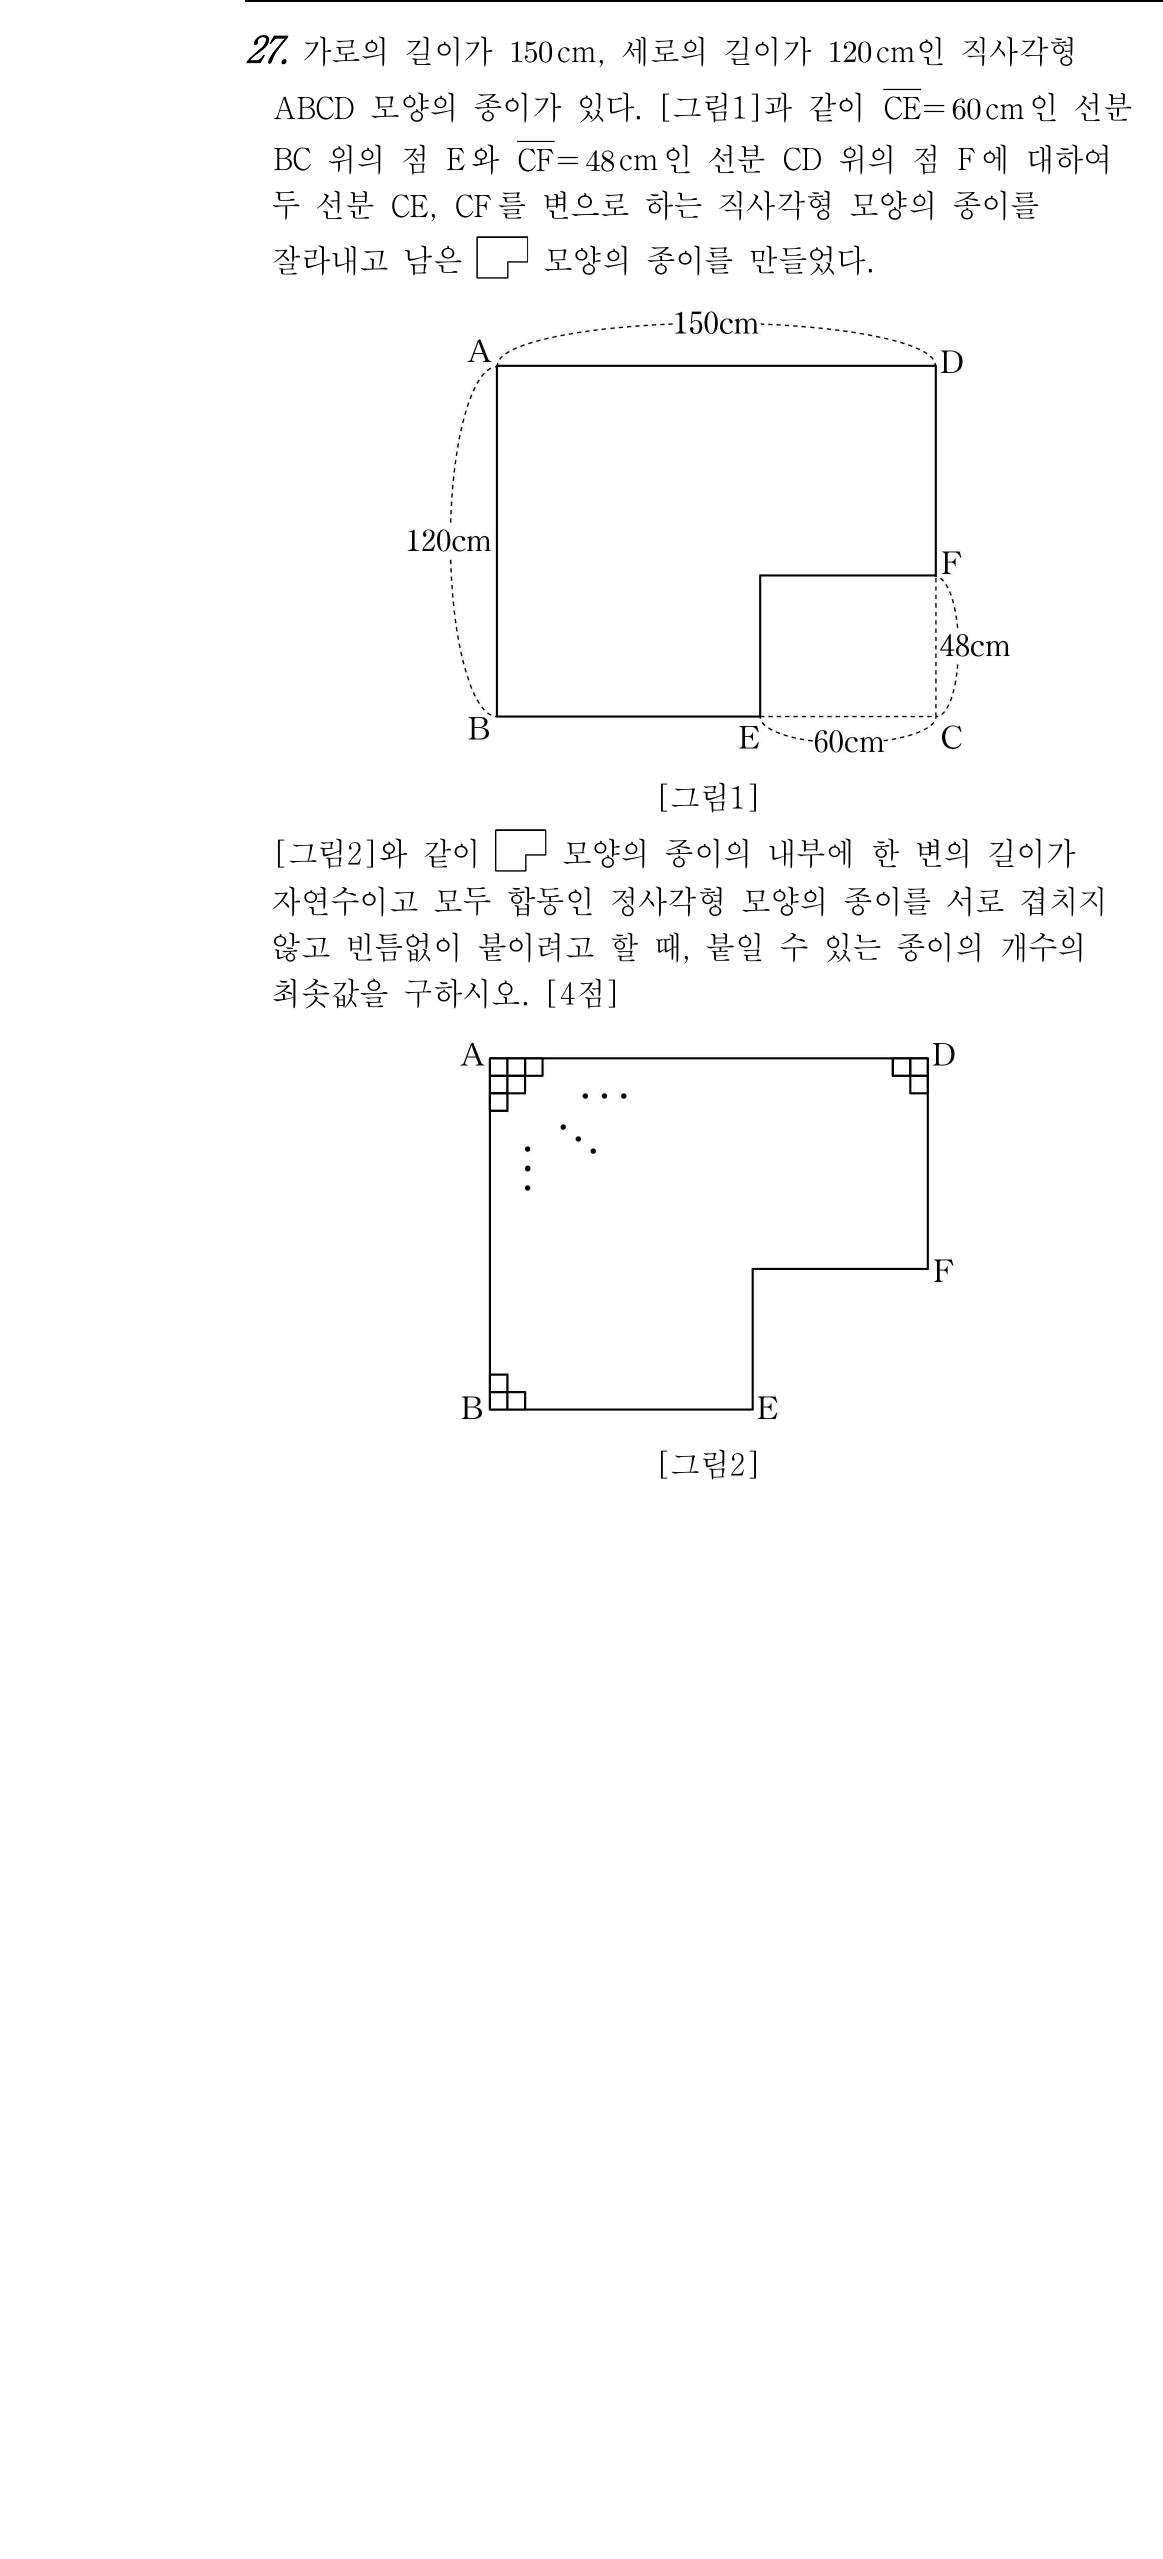 27. 가로의 길이가 150cm, 세로의 길이가 120cm인 직사각형
ABCD 모양의 종이가 있다. [그림1]과 같이 C̅E̅=60cm인 선분
BC 위의 점 E와 C̅F̅=48cm인 선분 CD 위의 점 F에 대하여
두 선분 CE, CF를 변으로 하는 직사각형 모양의 종이를
잘라내고 남은 모양의 종이를 만들었다.
150cm
A
D
120cm
F
48cm
B
E
60cm
C
[그림1]
[그림2]와 같이 모양의 종이의 내부에 한 변의 길이가
자연수이고 모두 합동인 정사각형 모양의 종이를 서로 겹치지
않고 빈틈없이 붙이려고 할 때, 붙일 수 있는 종이의 개수의
최솟값을 구하시오. [4점]
A
D
F
B
E
[그림2]